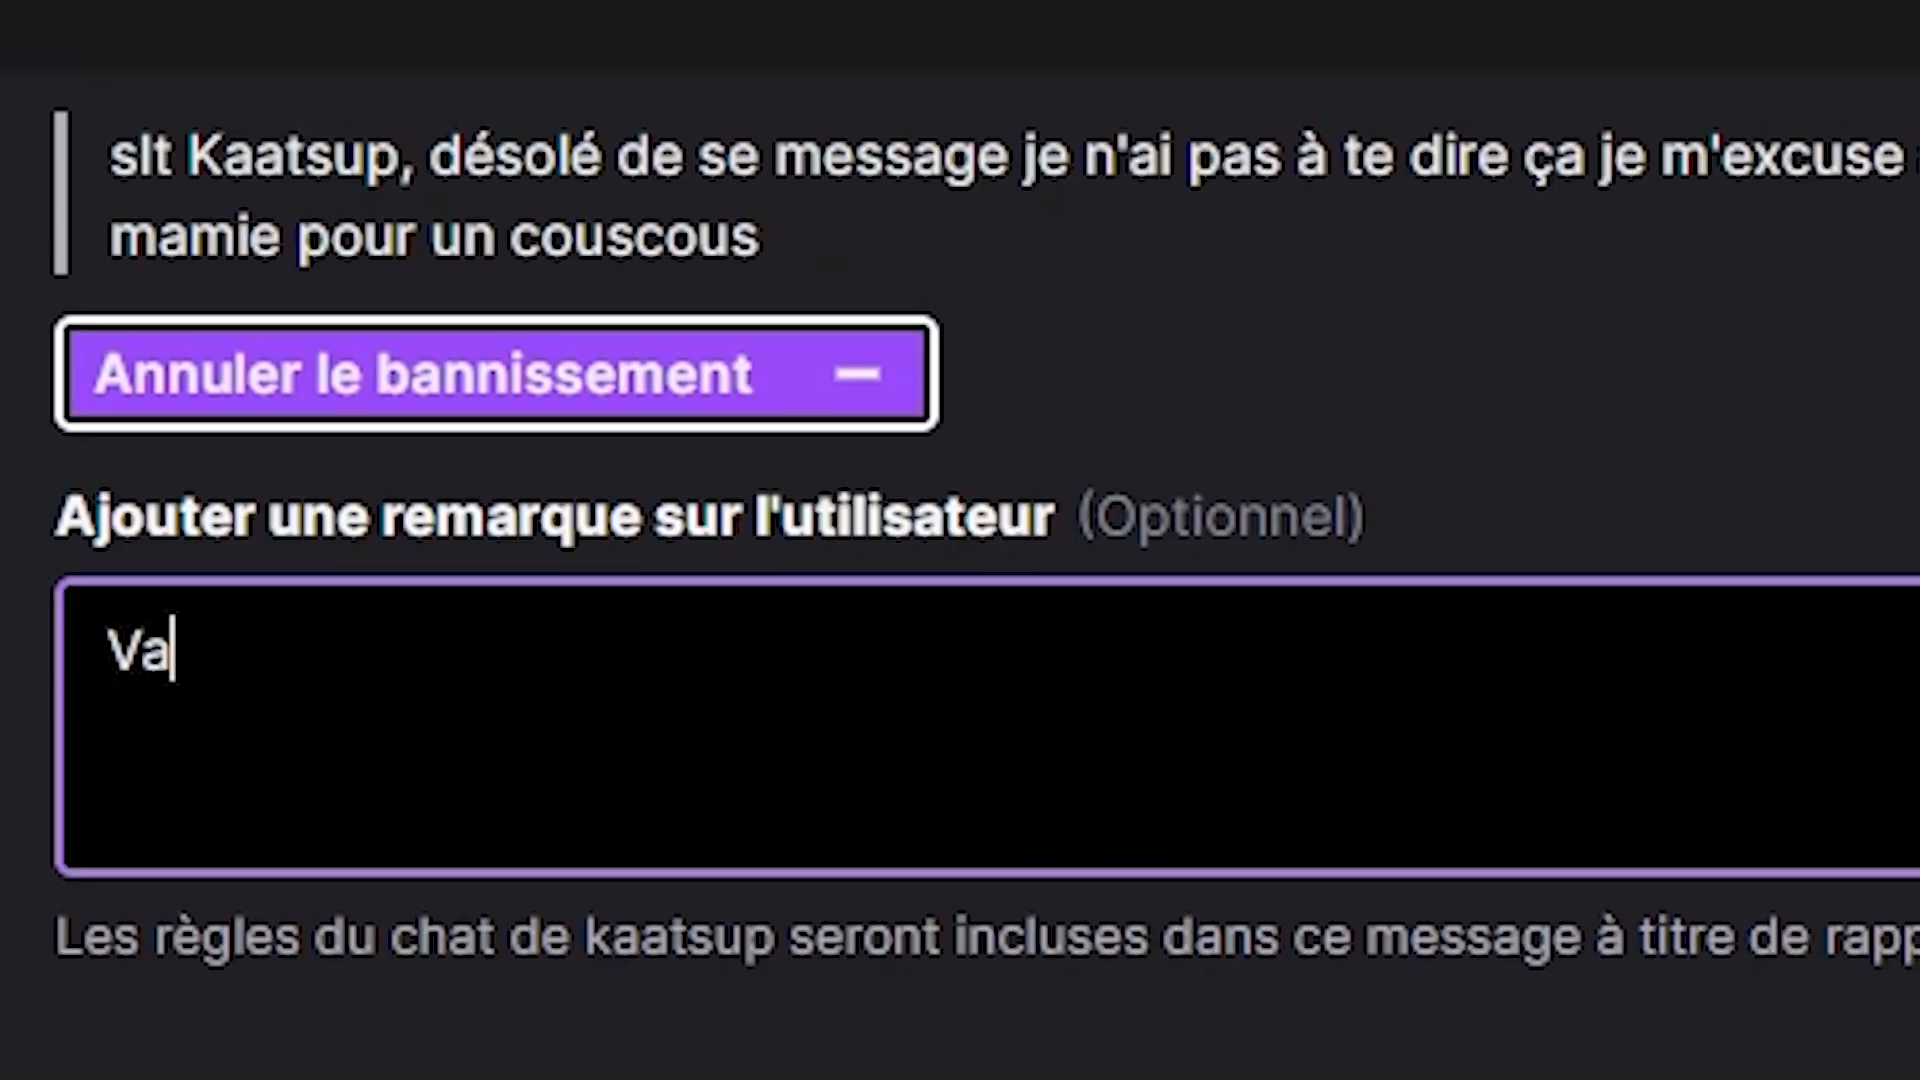 slt Kaatsup, désolé de se message je n'ai pas à te dire ça je m'excuse
mamie pour un couscous
Annuler le bannissement
Ajouter une remarque sur l'utilisateur (Optionnel)
Va
Les règles du chat de kaatsup seront incluses dans ce message à titre de